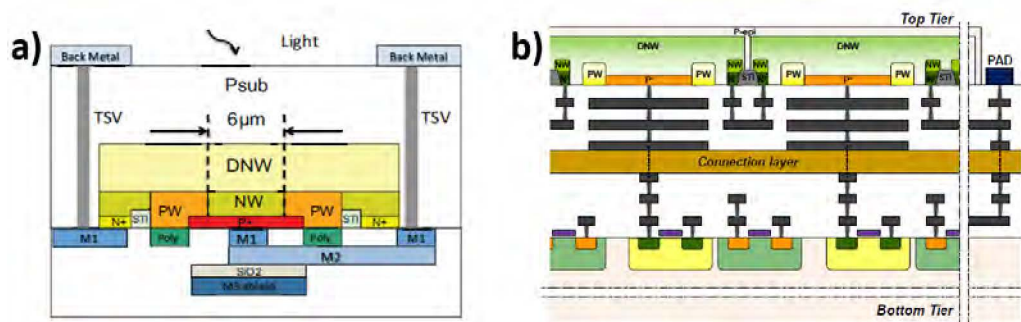 a)
Light
Back Metal
Back Metal
Psub
TSV
6μm
TSV
DNW
NW
PW
PW
STI
STI
N+
P+
N+
M1
Poly
M1
Poly
M1
M2
SiO2
M5 shield
b)
Top Tier
P-epi
DNW
DNW
PAD
NW
NW
NW
NW
PW
PW
PW
PW
STI
STI
P+
P+
Connection layer
Bottom Tier